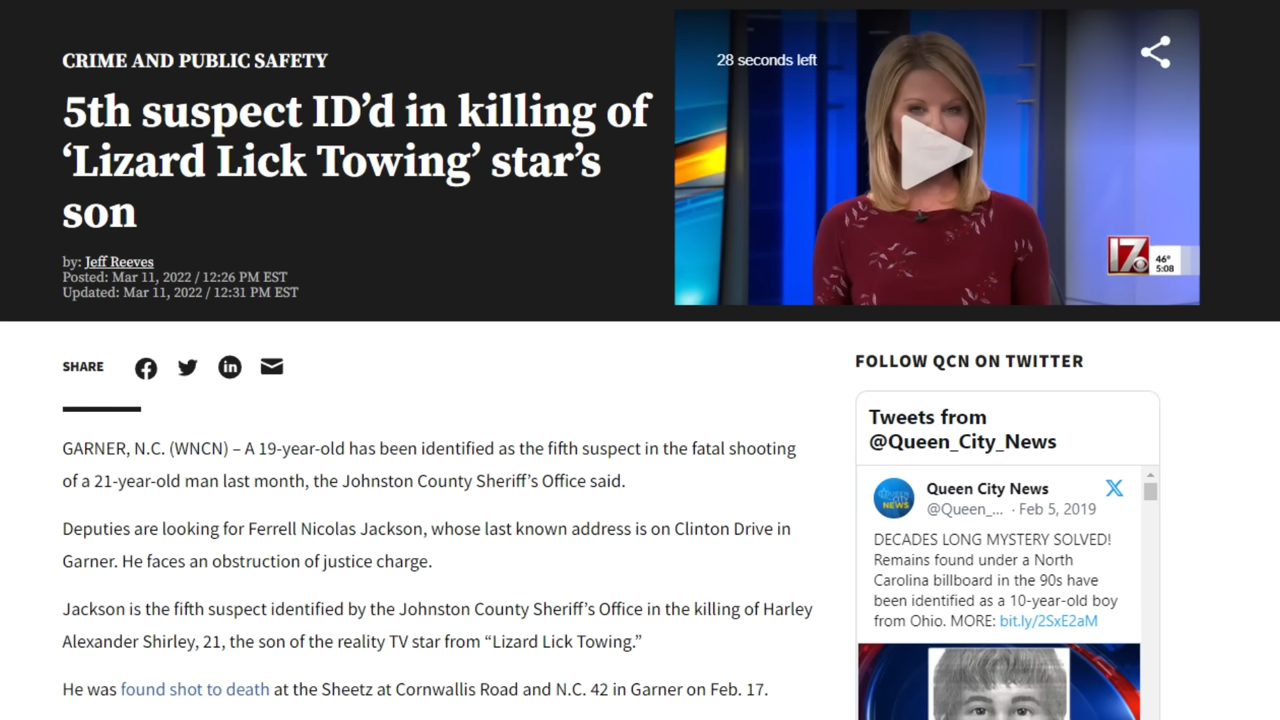 CRIME AND PUBLIC SAFETY
5th suspect ID’d in killing of
‘Lizard Lick Towing’ star’s
son
by: Jeff Reeves
Posted: Mar 11, 2022 / 12:26 PM EST
Updated: Mar 11, 2022 / 12:31 PM EST
28 seconds left
17
46°
5:08
SHARE
GARNER, N.C. (WNCN) – A 19-year-old has been identified as the fifth suspect in the fatal shooting
of a 21-year-old man last month, the Johnston County Sheriff’s Office said.
Deputies are looking for Ferrell Nicolas Jackson, whose last known address is on Clinton Drive in
Garner. He faces an obstruction of justice charge.
Jackson is the fifth suspect identified by the Johnston County Sheriff’s Office in the killing of Harley
Alexander Shirley, 21, the son of the reality TV star from “Lizard Lick Towing.”
He was found shot to death at the Sheetz at Cornwallis Road and N.C. 42 in Garner on Feb. 17.
FOLLOW QCN ON TWITTER
Tweets from
@Queen_City_News
QUEEN
CITY
NEWS
Queen City News
@Queen_... · Feb 5, 2019
DECADES LONG MYSTERY SOLVED!
Remains found under a North
Carolina billboard in the 90s have
been identified as a 10-year-old boy
from Ohio. MORE: bit.ly/2SxE2aM